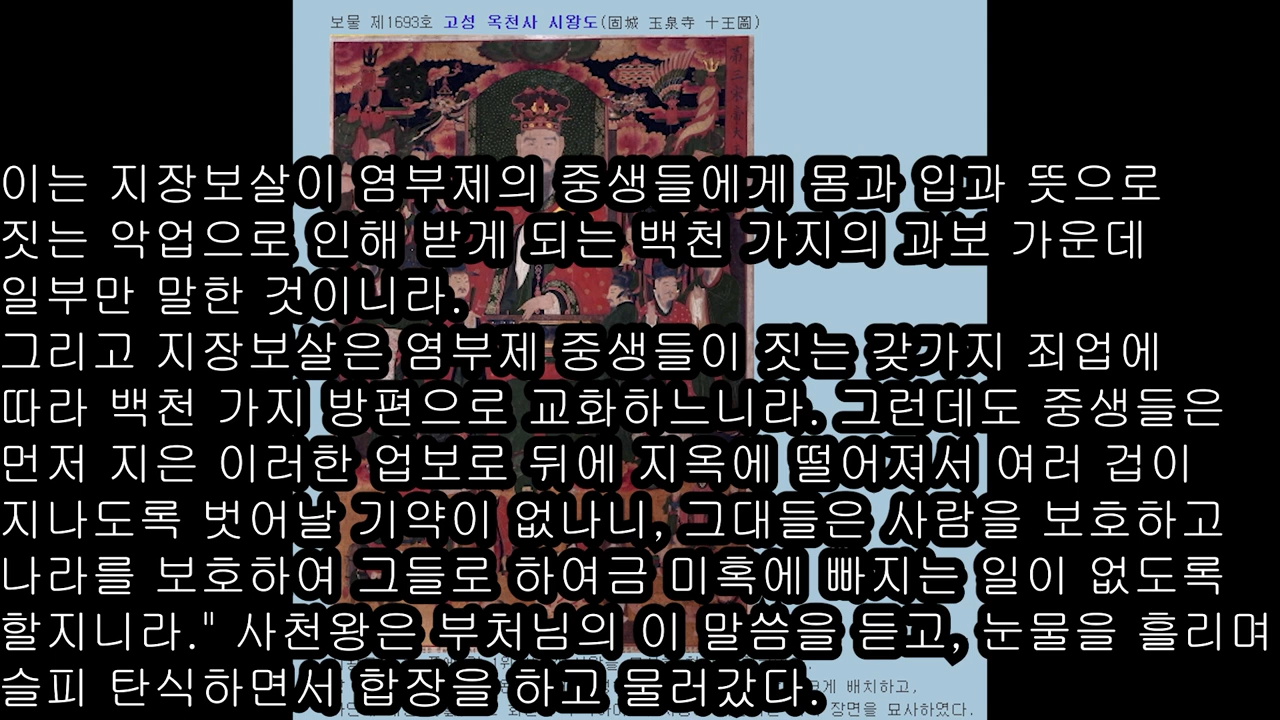 보물 제1693호 고성 옥천사 시왕도(固城 玉泉寺 十王圖)
이는 지장보살이 염부제의 중생들에게 몸과 입과 뜻으로
짓는 악업으로 인해 받게 되는 백천 가지의 과보 가운데
일부만 말한 것이니라.
그리고 지장보살은 염부제 중생들이 짓는 갖가지 죄업에
따라 백천 가지 방편으로 교화하느니라. 그런데도 중생들은
먼저 지은 이러한 업보로 뒤에 지옥에 떨어져서 여러 겁이
지나도록 벗어날 기약이 없나니, 그대들은 사람을 보호하고
나라를 보호하여 그들로 하여금 미혹에 빠지는 일이 없도록
할지니라." 사천왕은 부처님의 이 말씀을 듣고, 눈물을 흘리며
슬피 탄식하면서 합장을 하고 물러갔다.
배치하고,
장면을 묘사하였다.